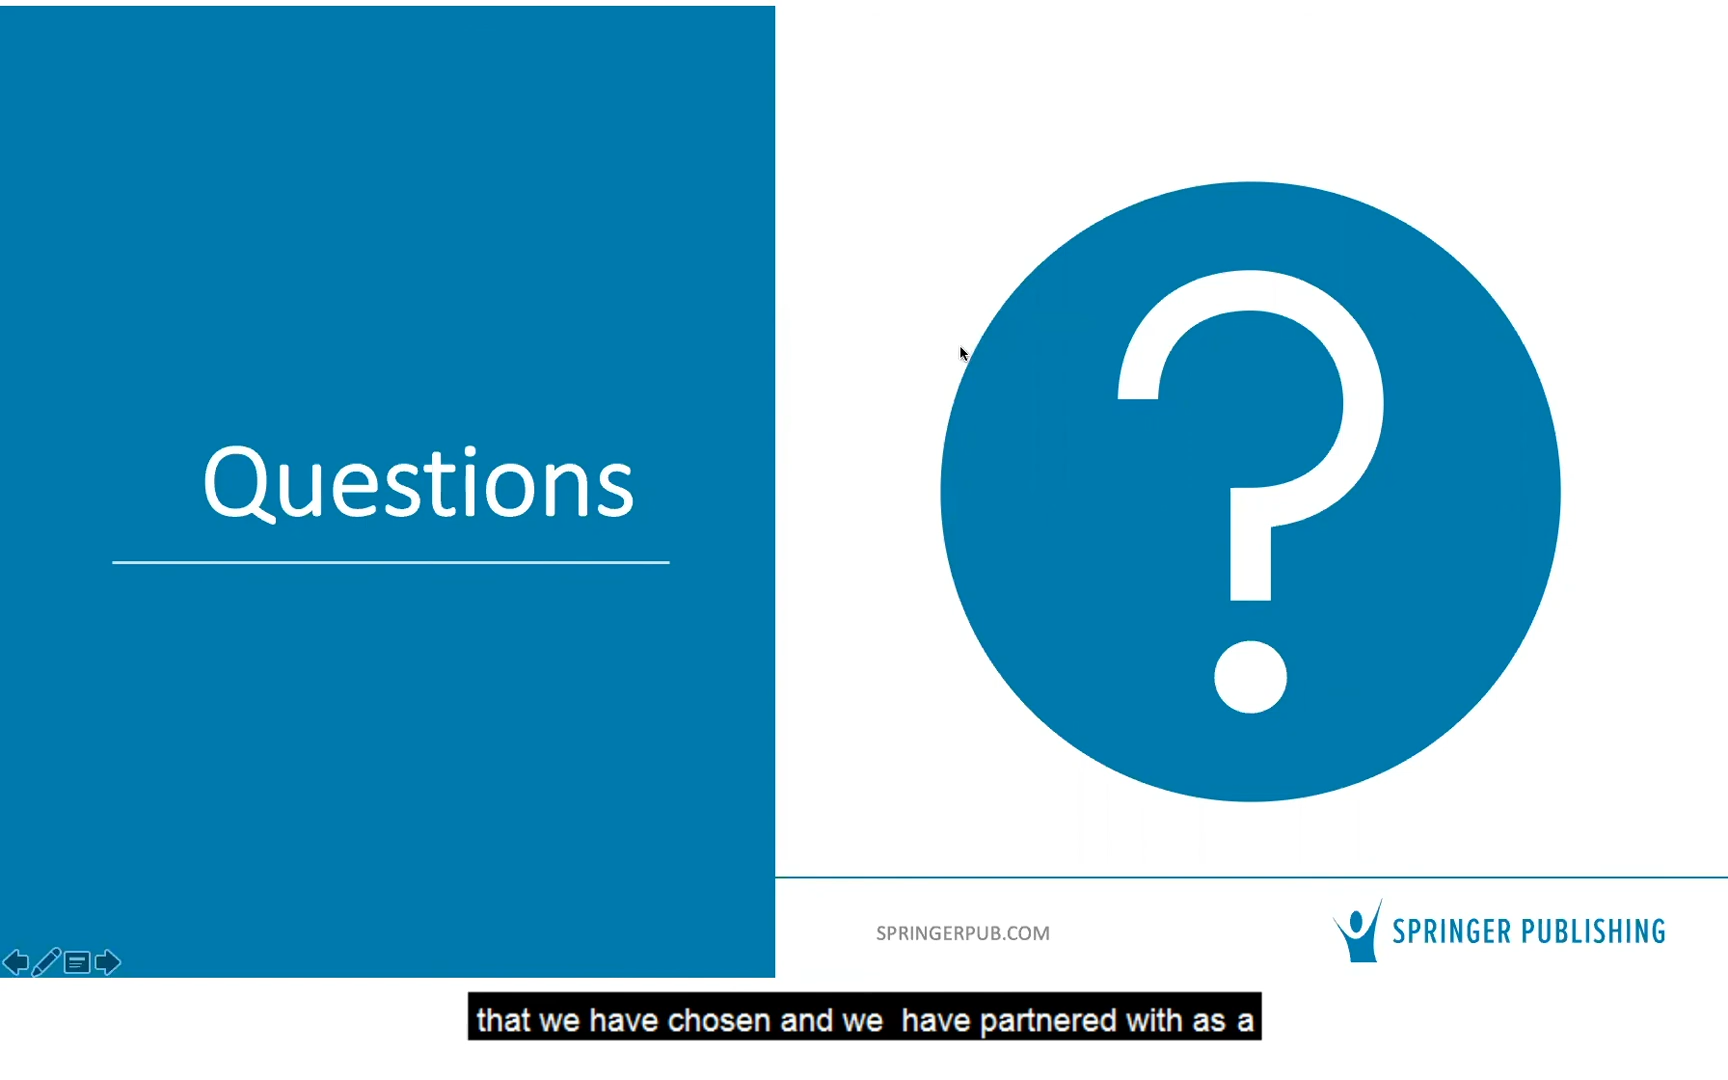 Questions
?
SPRINGERPUB.COM
SPRINGER PUBLISHING
that we have chosen and we  have partnered with as a